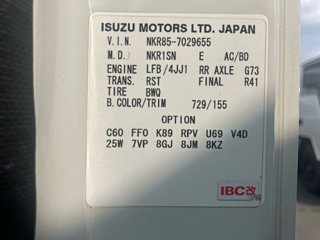 ISUZU MOTORS LTD. JAPAN
V.I.N. NKR85-7029655
M.D. NKR1SN E AC/BD
ENGINE LFB/4JJ1 RR AXLE G73
TRANS. RST FINAL R41
TIRE BWQ
B.COLOR/TRIM 729/155
OPTION
C60 FF0 K89 RPV U69 V4D
25W 7VP 8GJ 8JM 8KZ
IBC改